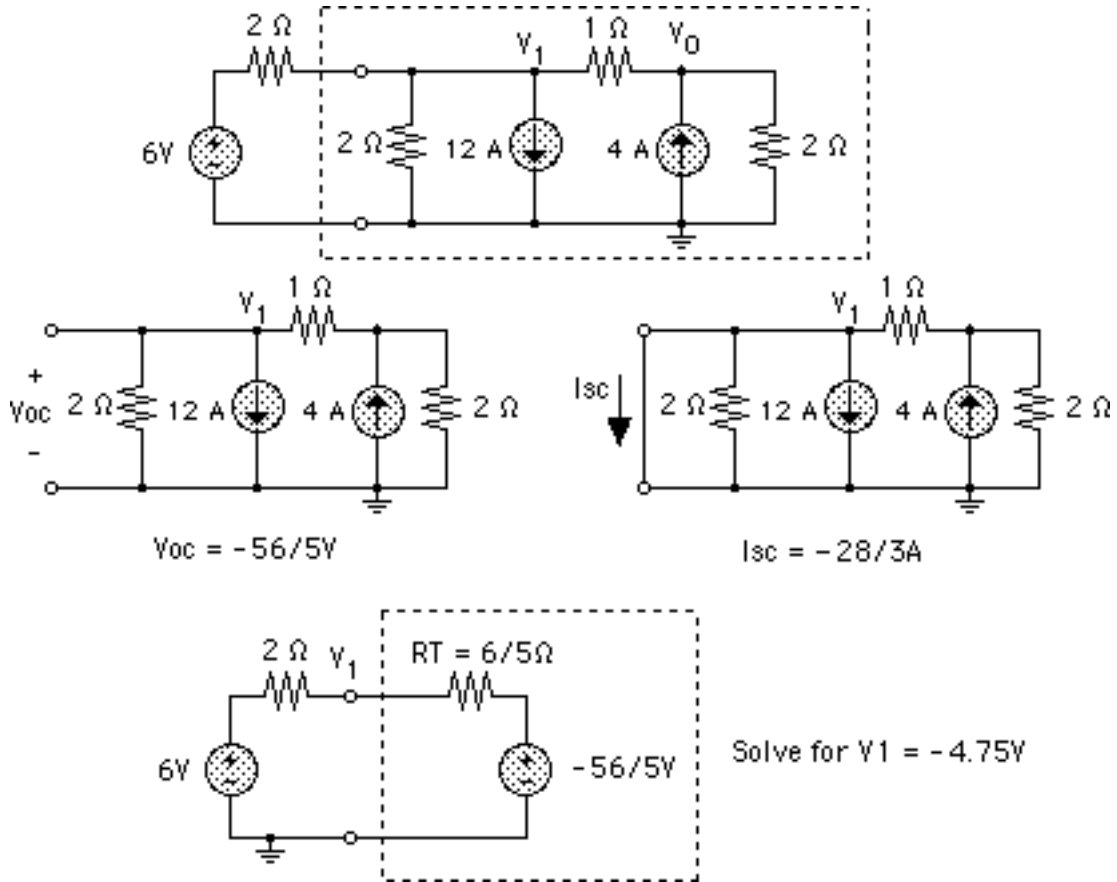 2 Ω
V1
1 Ω
V0
6V
2 Ω
12 A
4 A
2 Ω
V1
1 Ω
+
Voc
-
2 Ω
12 A
4 A
2 Ω
Voc = -56/5V
V1
1 Ω
Isc
2 Ω
12 A
4 A
2 Ω
Isc = -28/3A
2 Ω
V1
RT = 6/5Ω
6V
-56/5V
Solve for V1 = -4.75V